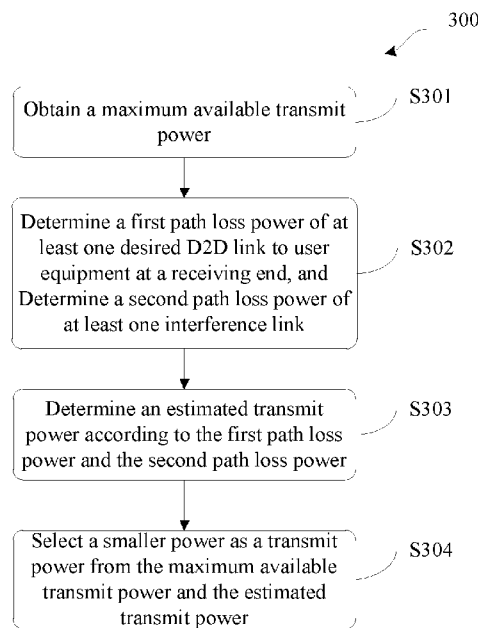 300
Obtain a maximum available transmit
power
S301
Determine a first path loss power of at
least one desired D2D link to user
equipment at a receiving end, and
Determine a second path loss power of
at least one interference link
S302
Determine an estimated transmit
power according to the first path loss
power and the second path loss power
S303
Select a smaller power as a transmit
power from the maximum available
transmit power and the estimated
transmit power
S304